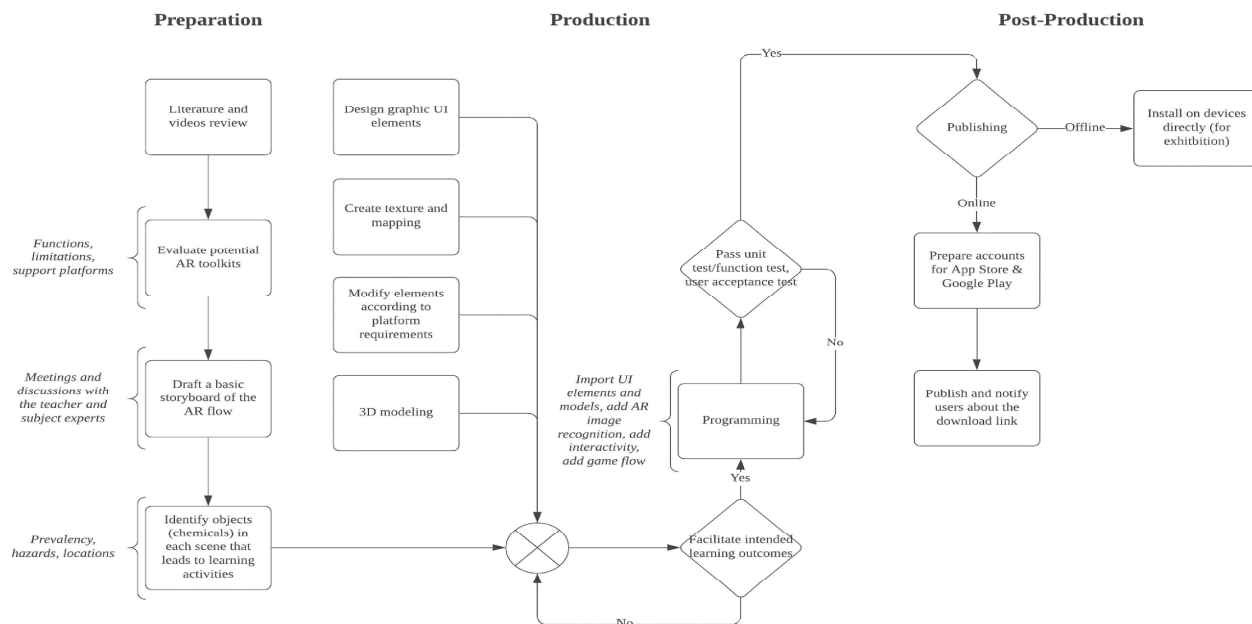 Preparation
Production
Post-Production
Literature and
videos review
Functions,
limitations,
support platforms
Evaluate potential
AR toolkits
Meetings and
discussions with
the teacher and
subject experts
Draft a basic
storyboard of the
AR flow
Prevalency,
hazards, locations
Identify objects
(chemicals) in
each scene that
leads to learning
activities
Design graphic UI
elements
Create texture and
mapping
Modify elements
according to
platform
requirements
3D modeling
No
Facilitate intended
learning outcomes
Yes
Import UI
elements and
models, add AR
image
recognition, add
interactivity,
add game flow
Programming
Pass unit
test/function test,
user acceptance test
No
Yes
Publishing
Offline
Install on devices
directly (for
exhitbition)
Online
Prepare accounts
for App Store &
Google Play
Publish and notify
users about the
download link